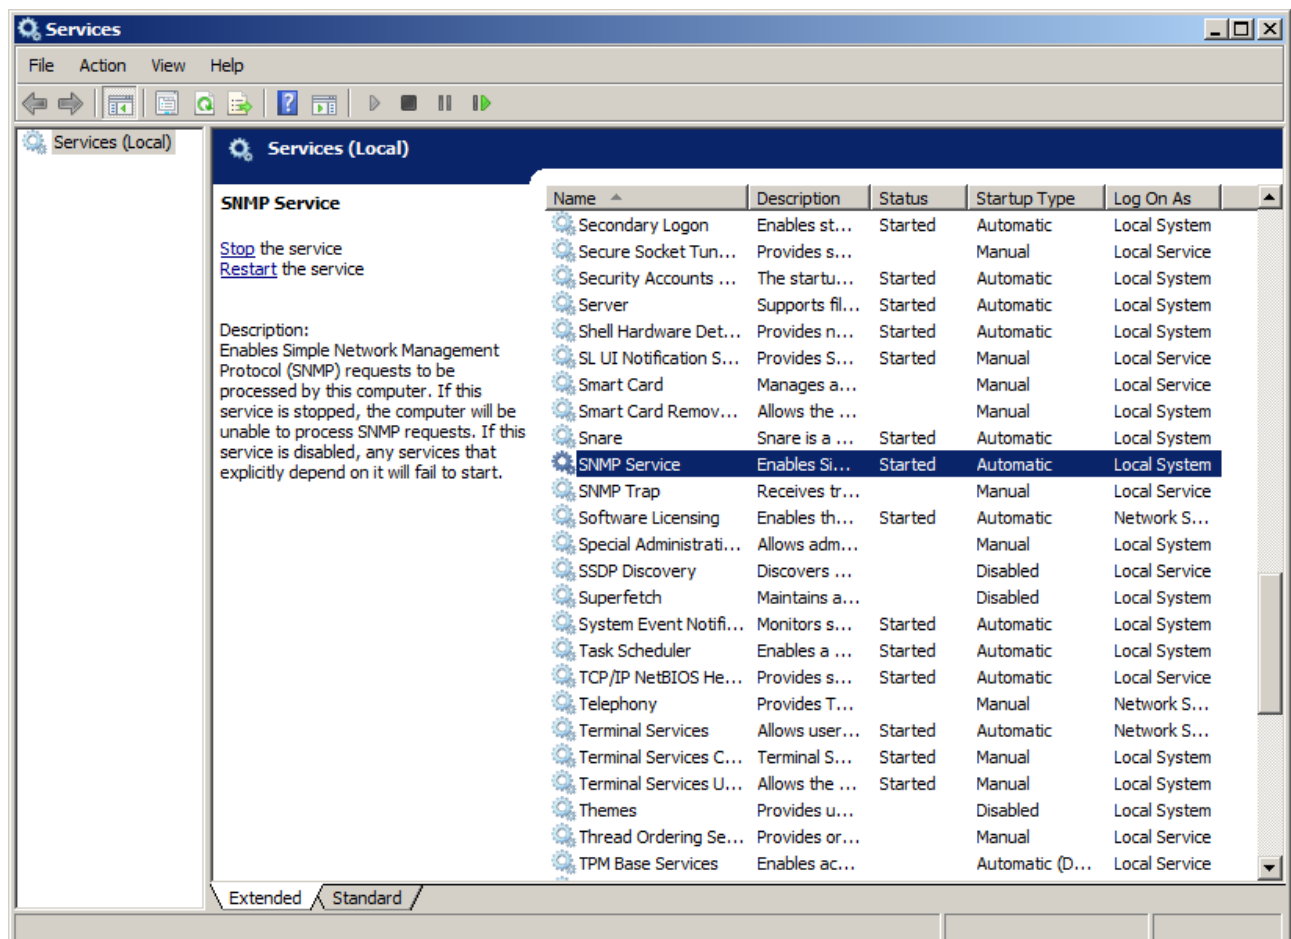 Services
File Action View Help
Services (Local)
Services (Local)
SNMP Service
Stop the service
Restart the service
Description:
Enables Simple Network Management
Protocol (SNMP) requests to be
processed by this computer. If this
service is stopped, the computer will be
unable to process SNMP requests. If this
service is disabled, any services that
explicitly depend on it will fail to start.
Name Description Status Startup Type Log On As
Secondary Logon Enables st... Started Automatic Local System
Secure Socket Tun... Provides s... Manual Local Service
Security Accounts ... The startu... Started Automatic Local System
Server Supports fil... Started Automatic Local System
Shell Hardware Det... Provides n... Started Automatic Local System
SL UI Notification S... Provides S... Started Manual Local Service
Smart Card Manages a... Manual Local Service
Smart Card Remov... Allows the ... Manual Local System
Snare Snare is a ... Started Automatic Local System
SNMP Service Enables Si... Started Automatic Local System
SNMP Trap Receives tr... Manual Local Service
Software Licensing Enables th... Started Automatic Network S...
Special Administrati... Allows adm... Manual Local System
SSDP Discovery Discovers ... Disabled Local Service
Superfetch Maintains a... Disabled Local System
System Event Notifi... Monitors s... Started Automatic Local System
Task Scheduler Enables a ... Started Automatic Local System
TCP/IP NetBIOS He... Provides s... Started Automatic Local Service
Telephony Provides T... Manual Network S...
Terminal Services Allows user... Started Automatic Network S...
Terminal Services C... Terminal S... Started Manual Local System
Terminal Services U... Allows the ... Started Manual Local System
Themes Provides u... Disabled Local System
Thread Ordering Se... Provides or... Manual Local Service
TPM Base Services Enables ac... Automatic (D... Local Service
Extended Standard